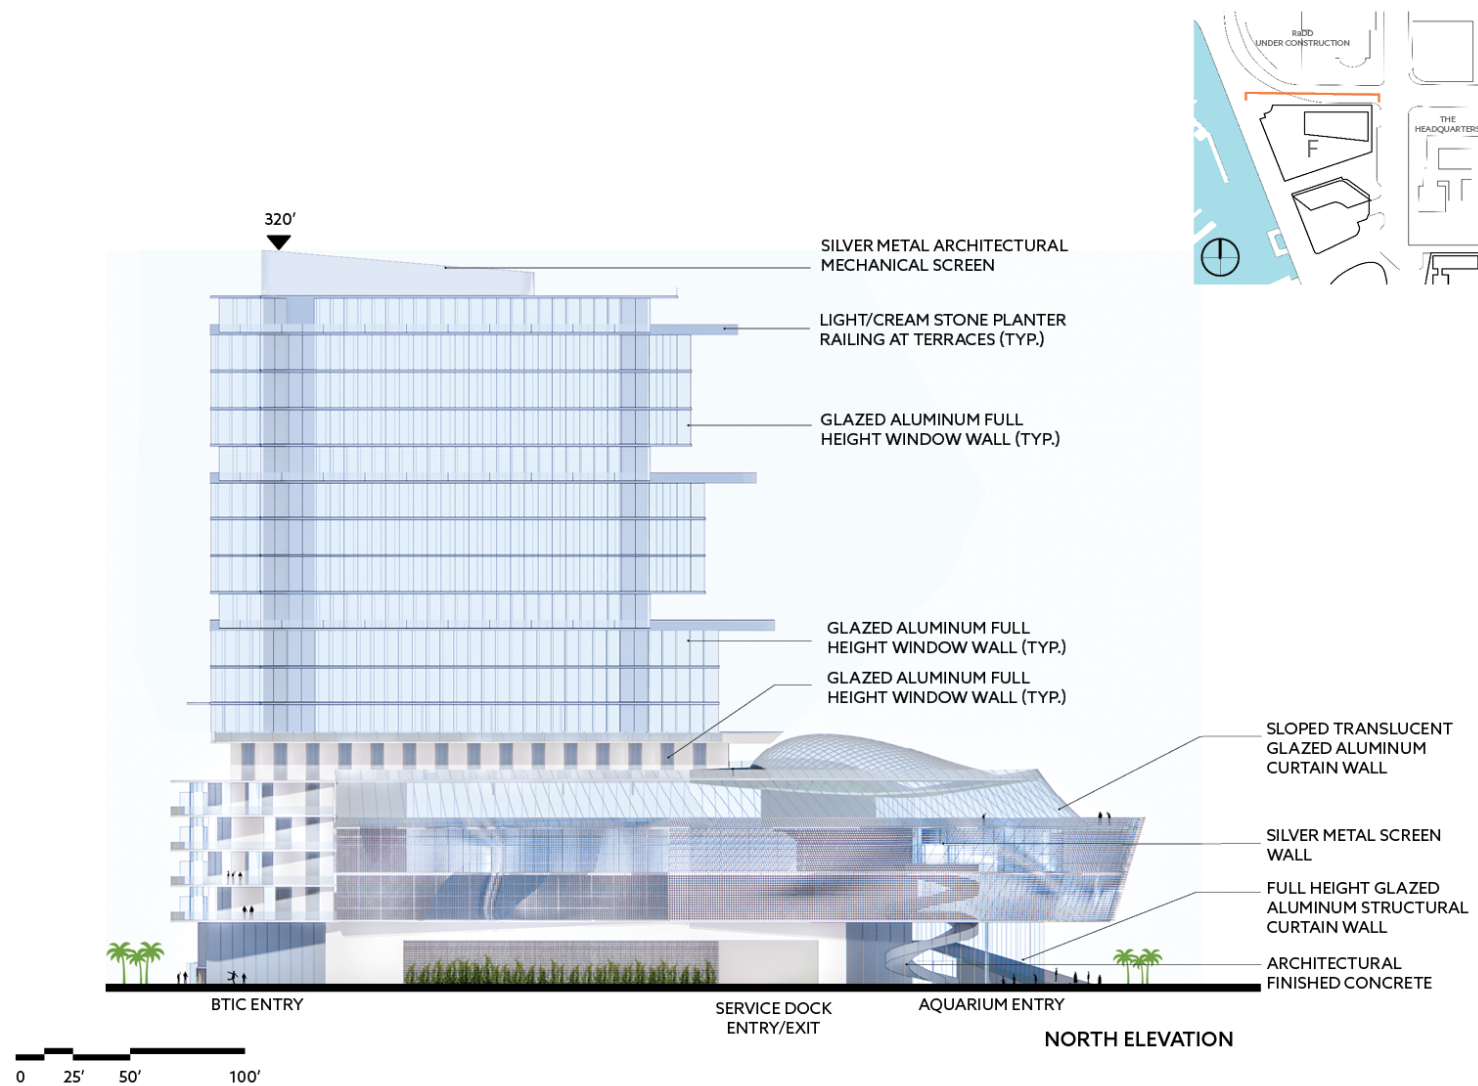 RaDD
UNDER CONSTRUCTION
THE
HEADQUARTERS
F
320'
SILVER METAL ARCHITECTURAL
MECHANICAL SCREEN
LIGHT/CREAM STONE PLANTER
RAILING AT TERRACES (TYP.)
GLAZED ALUMINUM FULL
HEIGHT WINDOW WALL (TYP.)
GLAZED ALUMINUM FULL
HEIGHT WINDOW WALL (TYP.)
GLAZED ALUMINUM FULL
HEIGHT WINDOW WALL (TYP.)
SLOPED TRANSLUCENT
GLAZED ALUMINUM
CURTAIN WALL
SILVER METAL SCREEN
WALL
FULL HEIGHT GLAZED
ALUMINUM STRUCTURAL
CURTAIN WALL
ARCHITECTURAL
FINISHED CONCRETE
BTIC ENTRY
SERVICE DOCK
ENTRY/EXIT
AQUARIUM ENTRY
NORTH ELEVATION
0 25' 50' 100'